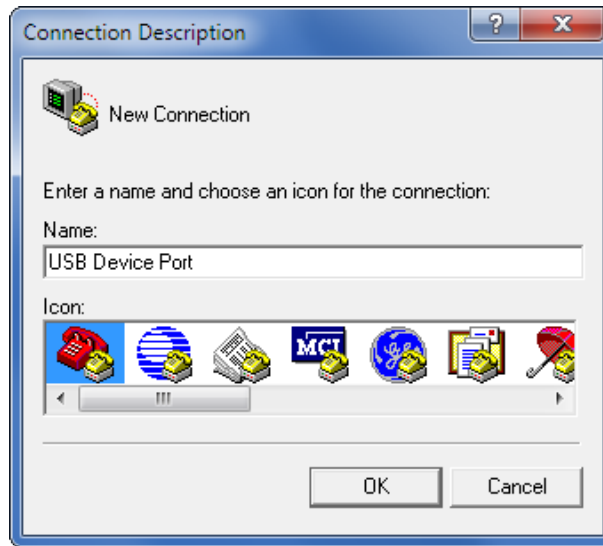 Connection Description
?
New Connection
Enter a name and choose an icon for the connection:
Name:
USB Device Port
Icon:
MCI
OK Cancel